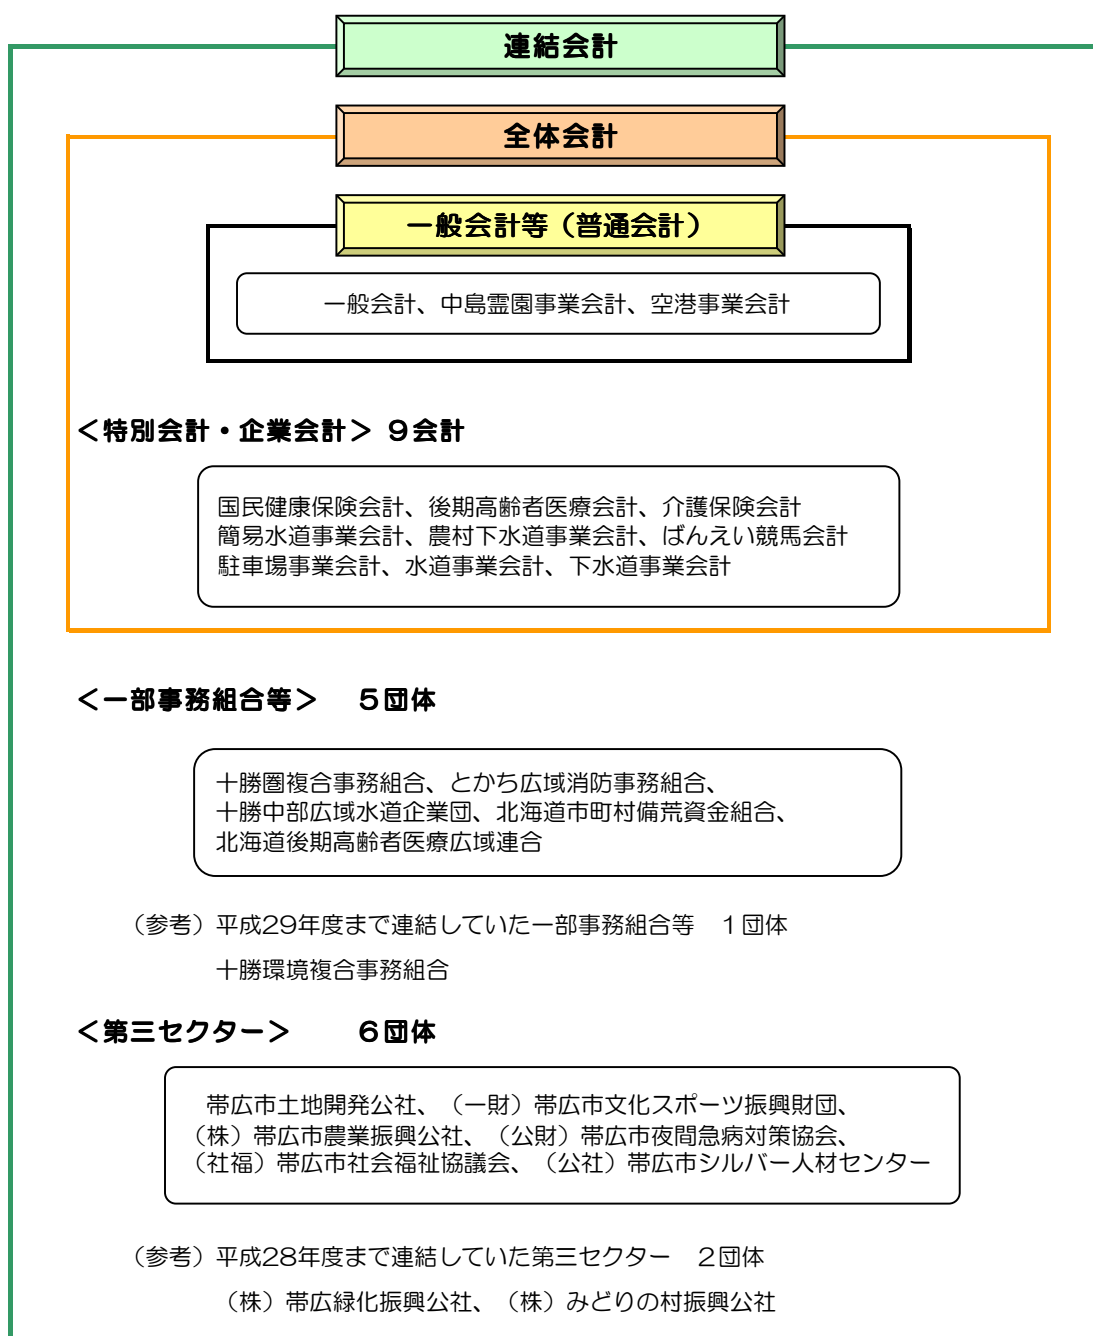 連結会計
全体会計
一般会計等（普通会計）
一般会計、中島霊園事業会計、空港事業会計
＜特別会計・企業会計＞ ９会計
国民健康保険会計、後期高齢者医療会計、介護保険会計
簡易水道事業会計、農村下水道事業会計、ばんえい競馬会計
駐車場事業会計、水道事業会計、下水道事業会計
＜一部事務組合等＞　５団体
十勝圏複合事務組合、とかち広域消防事務組合、
十勝中部広域水道企業団、北海道市町村備荒資金組合、
北海道後期高齢者医療広域連合
（参考）平成29年度まで連結していた一部事務組合等　１団体
十勝環境複合事務組合
＜第三セクター＞　　６団体
帯広市土地開発公社、（一財）帯広市文化スポーツ振興財団、
（株）帯広市農業振興公社、（公財）帯広市夜間急病対策協会、
（社福）帯広市社会福祉協議会、（公社）帯広市シルバー人材センター
（参考）平成28年度まで連結していた第三セクター　２団体
（株）帯広緑化振興公社、（株）みどりの村振興公社